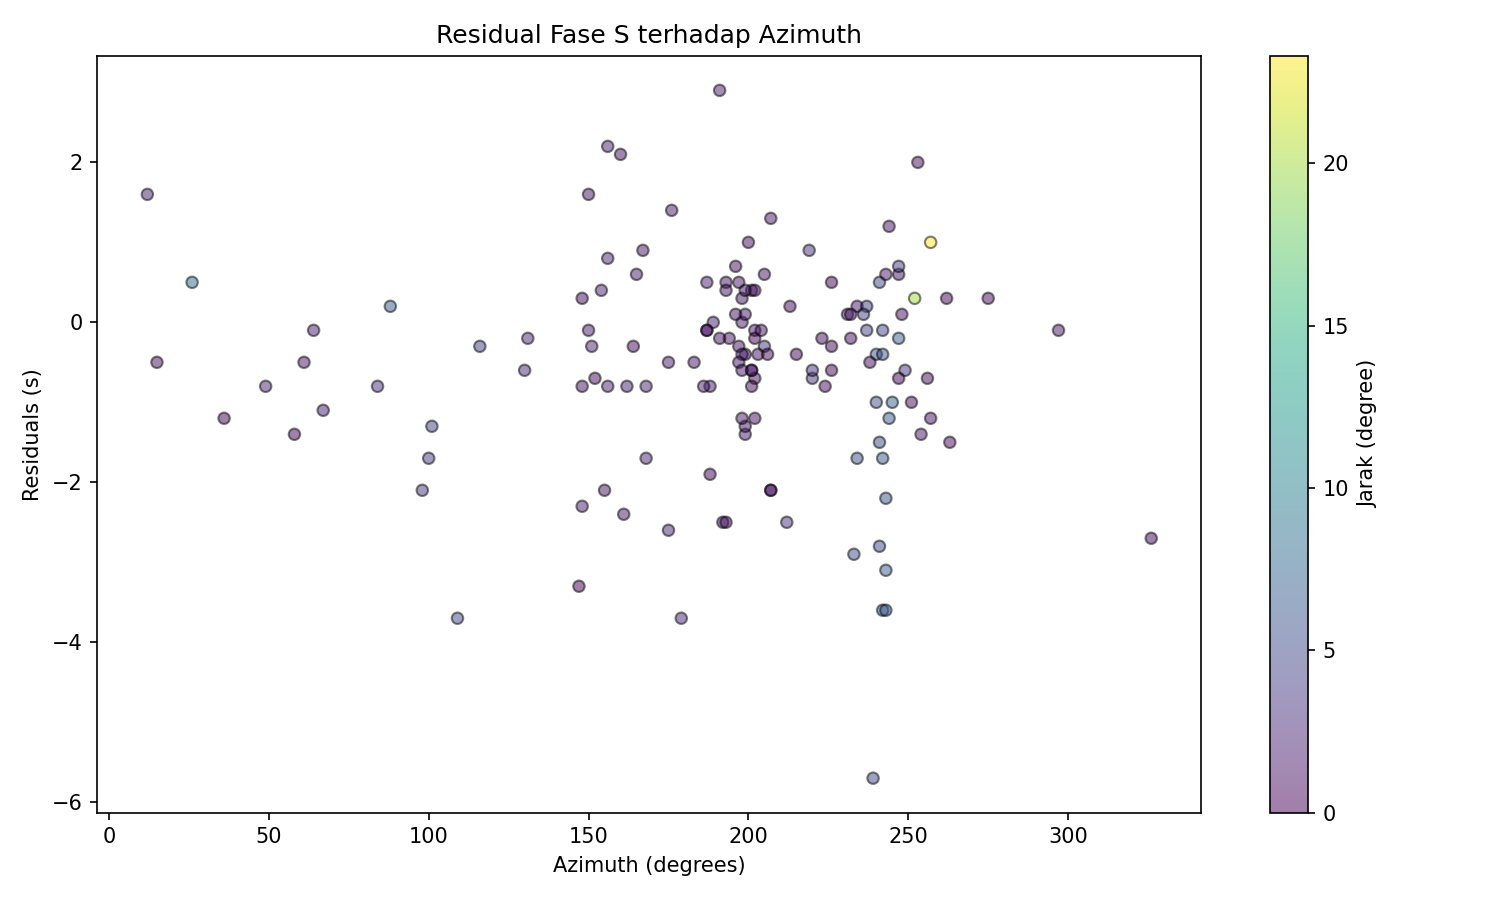 Residual Fase S terhadap Azimuth
Residuals (s)
2
0
−2
−4
−6
0 50 100 150 200 250 300
Azimuth (degrees)
20
15
10
5
0
Jarak (degree)